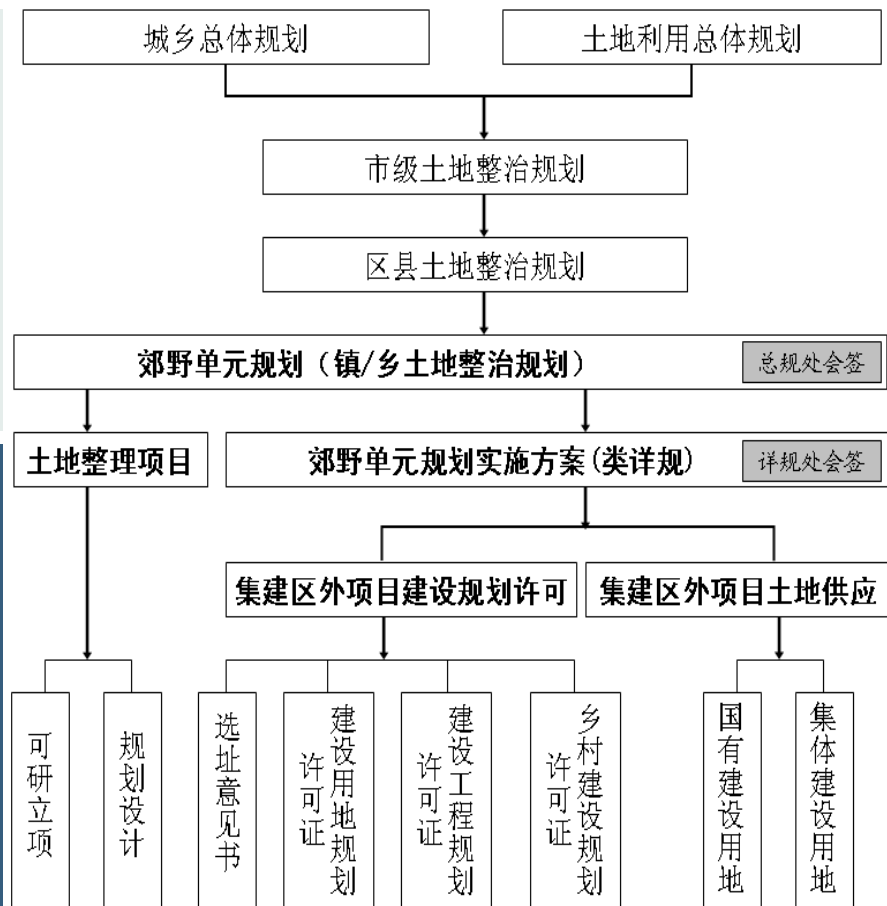 城乡总体规划
土地利用总体规划
市级土地整治规划
区县土地整治规划
郊野单元规划（镇/乡土地整治规划）
总规处会签
土地整理项目
郊野单元规划实施方案(类详规)
详规处会签
集建区外项目建设规划许可
集建区外项目土地供应
可研立项
规划设计
选址意见书
建设用地规划
许可证
建设工程规划
许可证
乡村建设规划
许可证
国有建设用地
集体建设用地